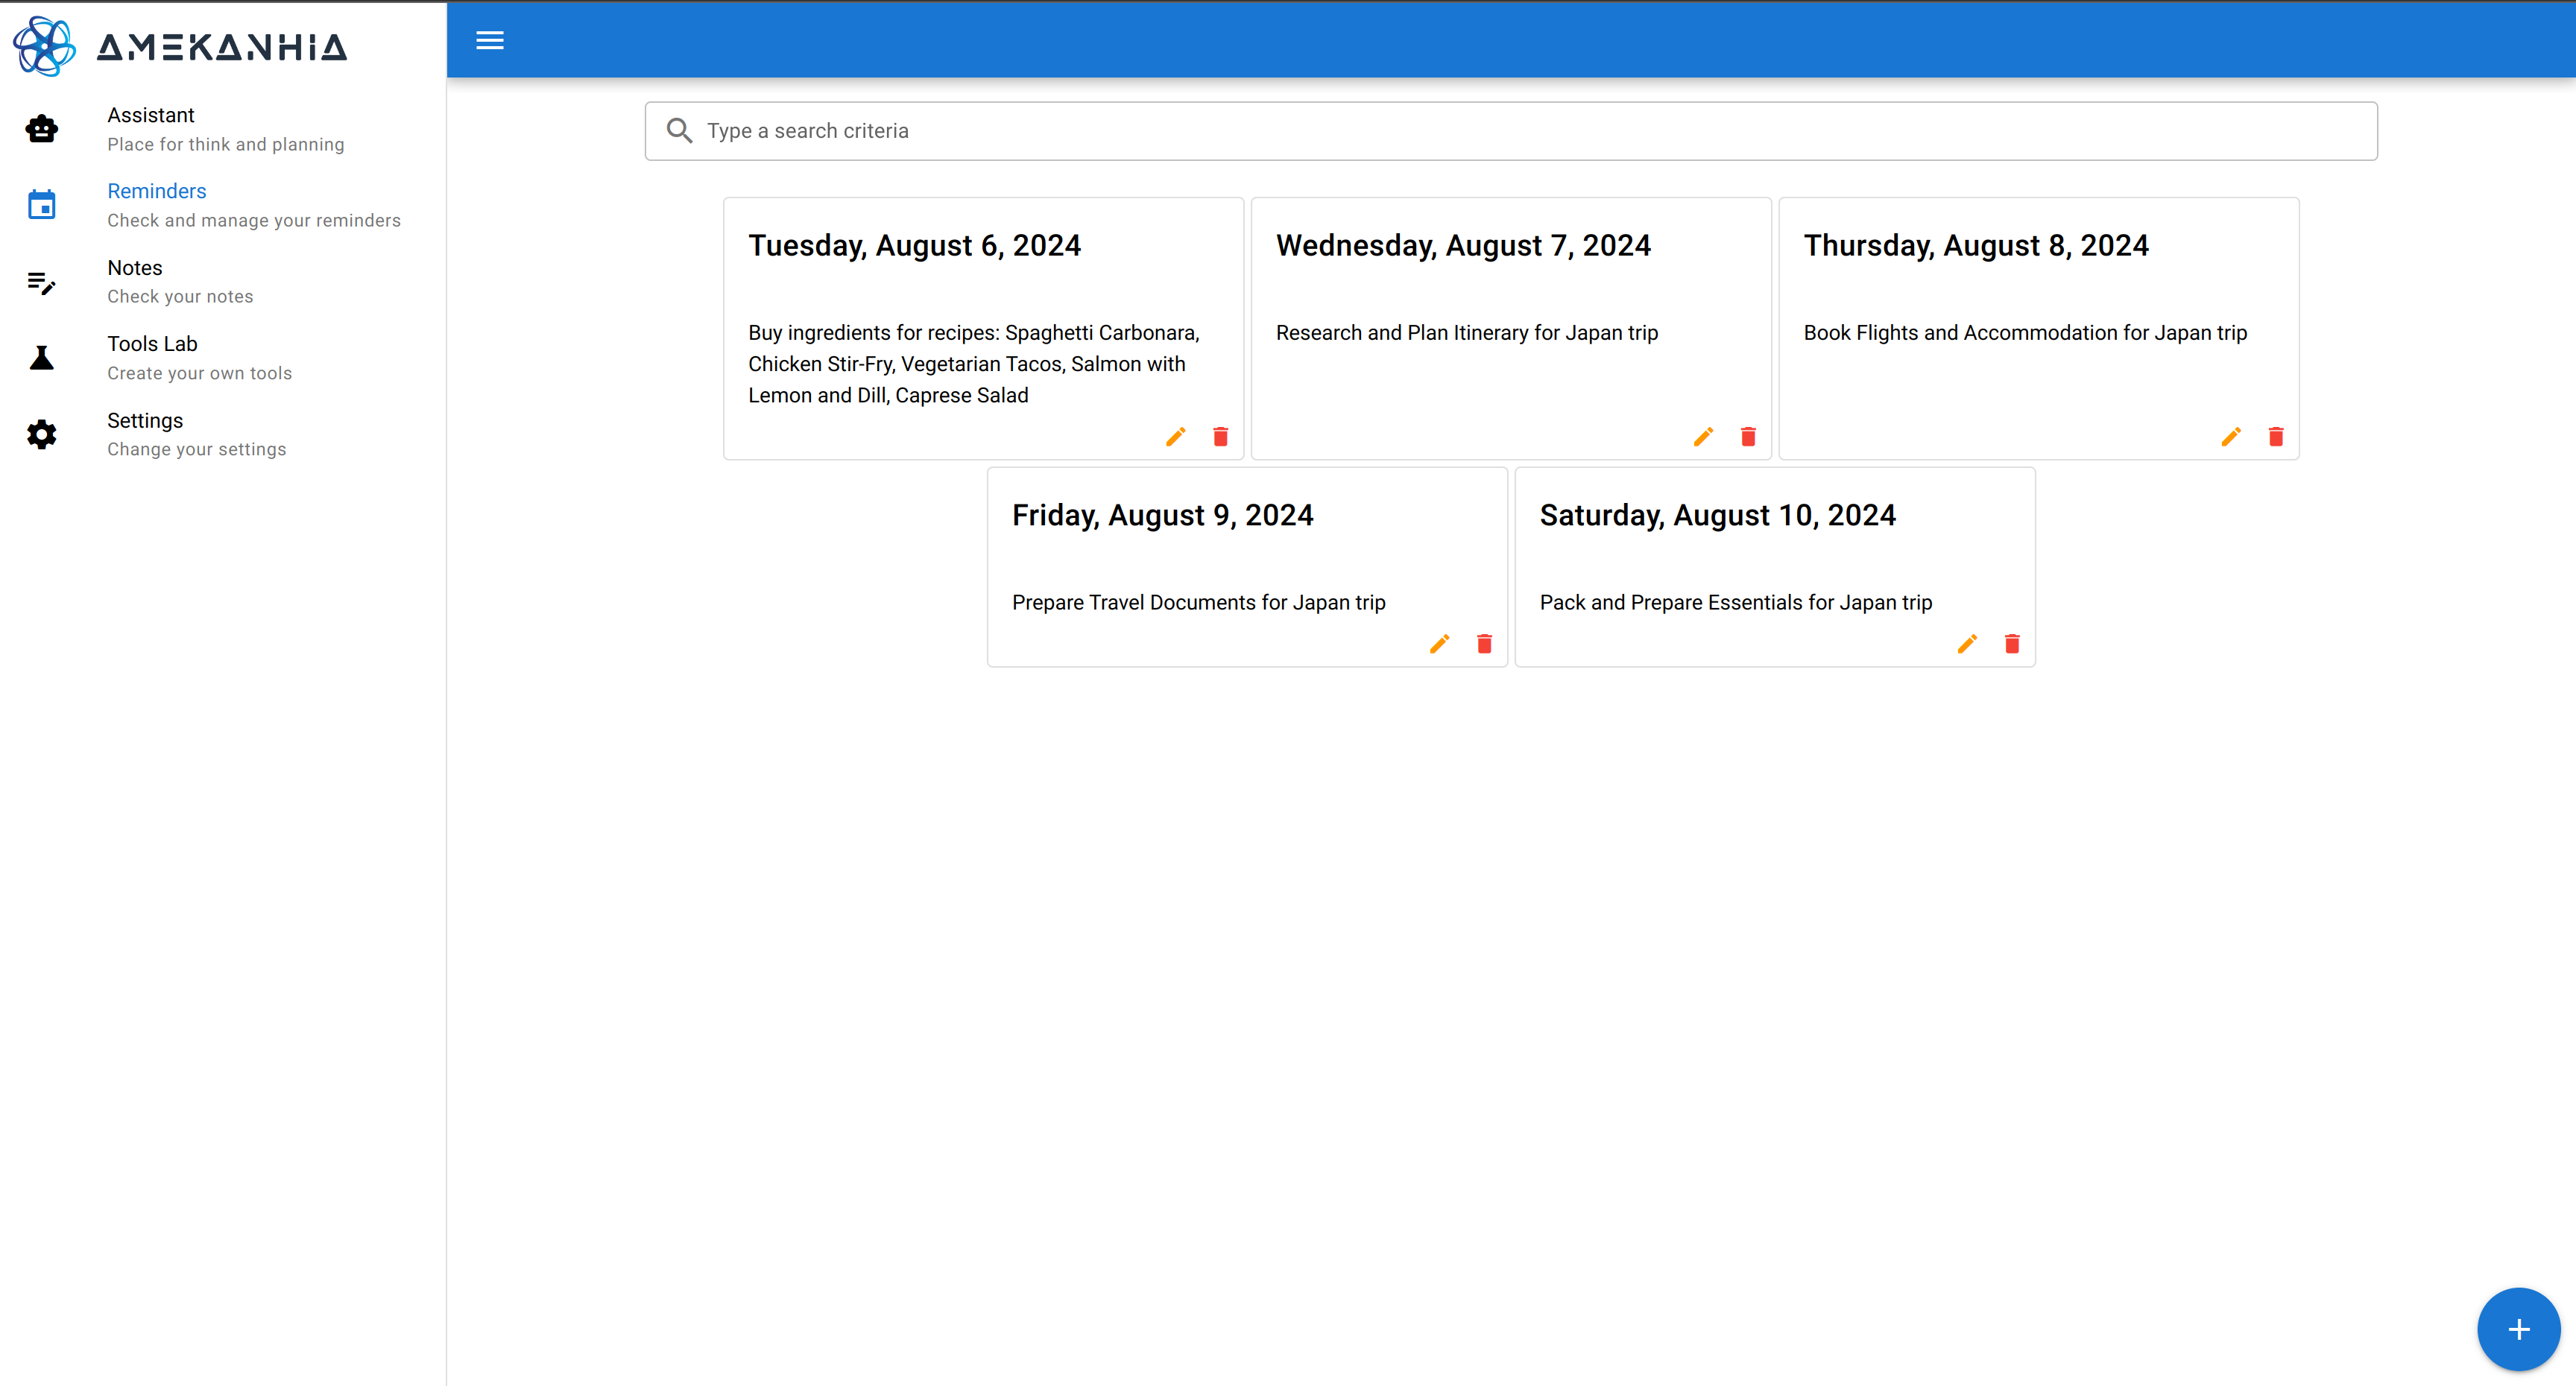 AMEKANHiA
Assistant
Place for think and planning
Reminders
Check and manage your reminders
Notes
Check your notes
Tools Lab
Create your own tools
Settings
Change your settings
Type a search criteria
Tuesday, August 6, 2024
Buy ingredients for recipes: Spaghetti Carbonara,
Chicken Stir-Fry, Vegetarian Tacos, Salmon with
Lemon and Dill, Caprese Salad
Wednesday, August 7, 2024
Research and Plan Itinerary for Japan trip
Thursday, August 8, 2024
Book Flights and Accommodation for Japan trip
Friday, August 9, 2024
Prepare Travel Documents for Japan trip
Saturday, August 10, 2024
Pack and Prepare Essentials for Japan trip